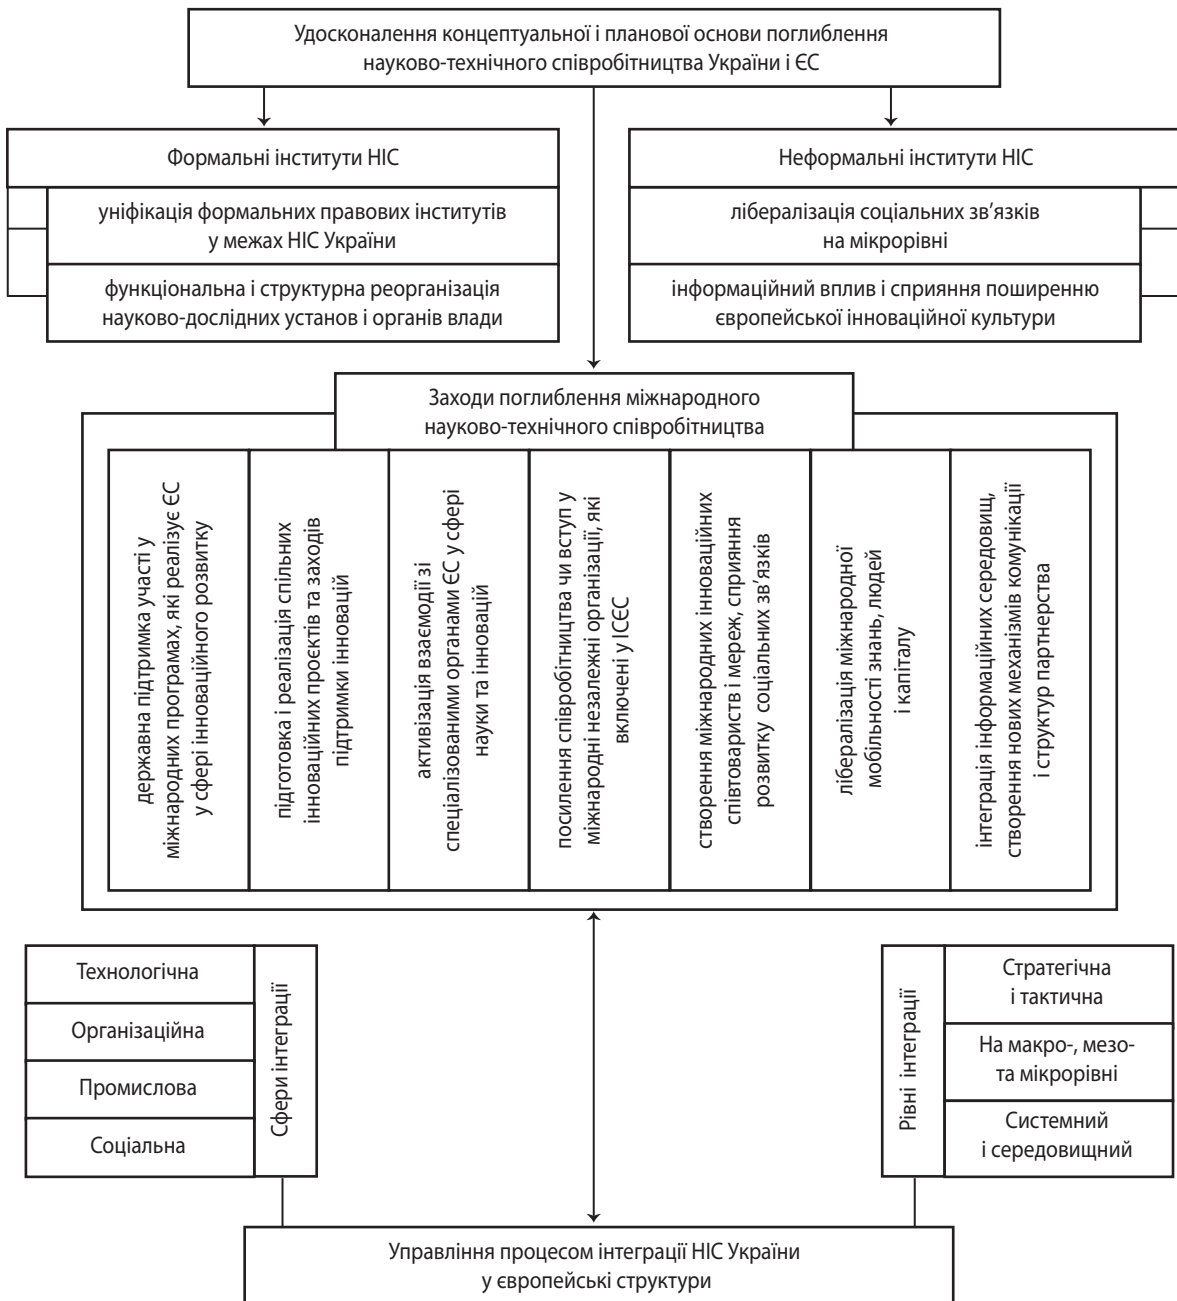 Удосконалення концептуальної і планової основи поглиблення
науково-технічного співробітництва України і ЄС
Формальні інститути НІС
уніфікація формальних правових інститутів
у межах НІС України
функціональна і структурна реорганізація
науково-дослідних установ і органів влади
Неформальні інститути НІС
лібералізація соціальних зв’язків
на мікрорівні
інформаційний вплив і сприяння поширенню
європейської інноваційної культури
Заходи поглиблення міжнародного
науково-технічного співробітництва
державна підтримка участі у
міжнародних програмах, які реалізує ЄС
у сфері інноваційного розвитку
підготовка і реалізація спільних
інноваційних проєктів та заходів
підтримки інновацій
активізація взаємодії зі
спеціалізованими органами ЄС у сфері
науки та інновацій
посилення співробітництва чи вступ у
міжнародні незалежні організації, які
включені у ІСЄС
створення міжнародних інноваційних
співтовариств і мереж, сприяння
розвитку соціальних зв’язків
лібералізація міжнародної
мобільності знань, людей
і капіталу
інтеграція інформаційних середовищ,
створення нових механізмів комунікації
і структур партнерства
Технологічна
Організаційна
Промислова
Соціальна
Сфери інтеграції
Рівні інтеграції
Стратегічна
і тактична
На макро-, мезо-
та мікрорівні
Системний
і середовищний
Управління процесом інтеграції НІС України
у європейські структури